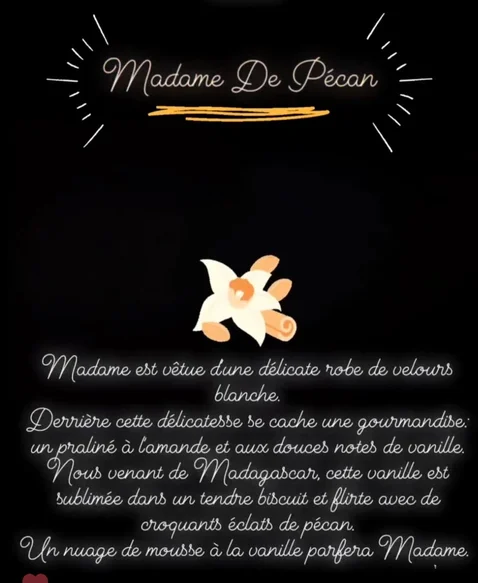 Madame De Pécan
Madame est vêtue d'une délicate robe de velours
blanche.
Derrière cette délicatesse se cache une gourmandise:
un praliné à l'amande et aux douces notes de vanille.
Nous venant de Madagascar, cette vanille est
sublimée dans un tendre biscuit et flirte avec de
croquants éclats de pécan.
Un nuage de mousse à la vanille parfera Madame.